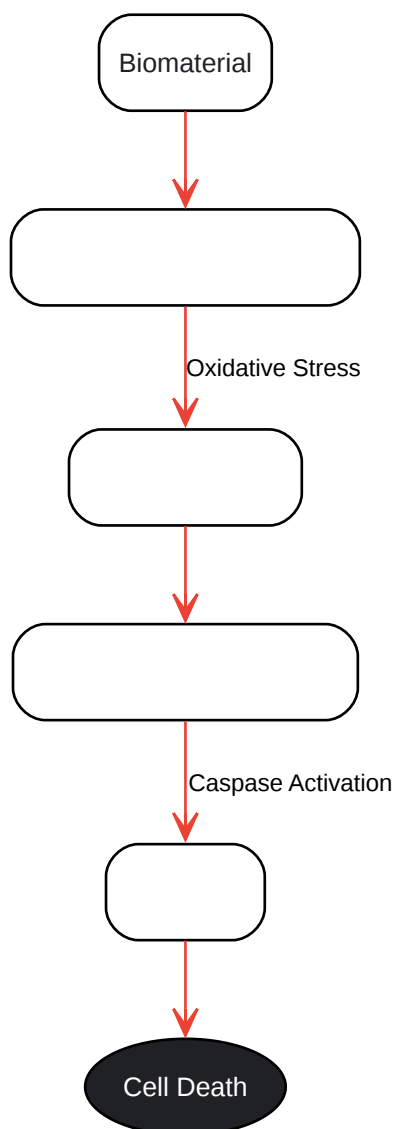 Biomaterial
Oxidative Stress
Caspase Activation
Cell Death